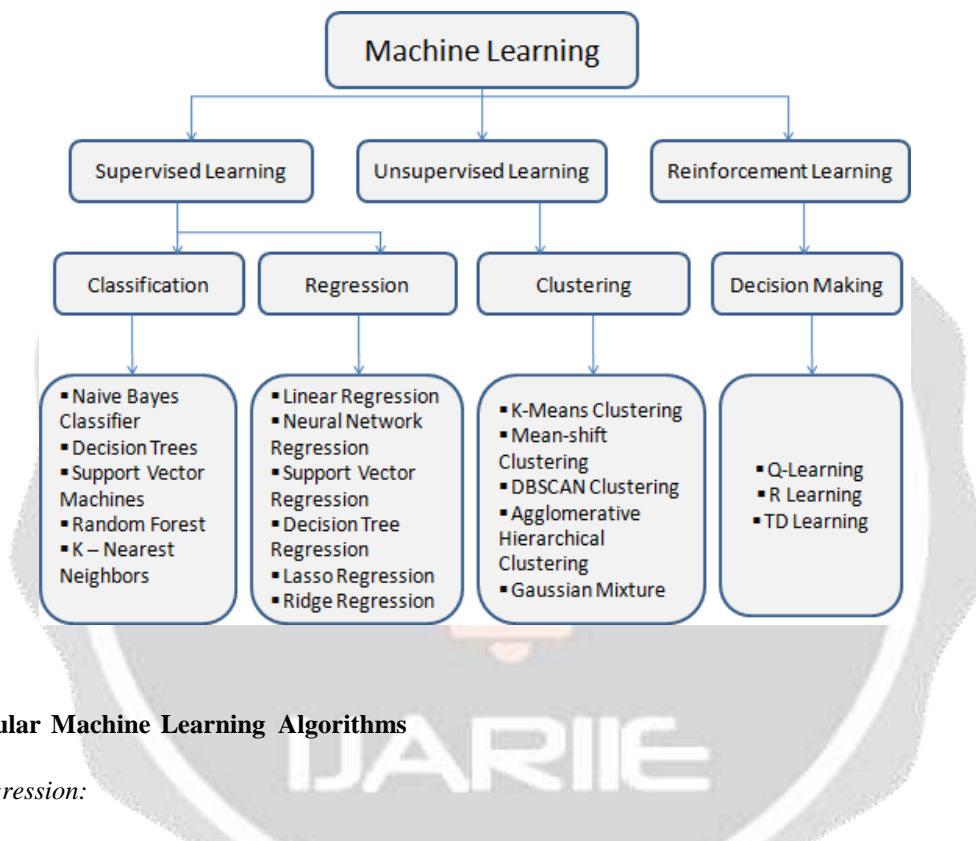 Machine Learning
Supervised Learning
Unsupervised Learning
Reinforcement Learning
Classification
Regression
Clustering
Decision Making
▪ Naive Bayes
Classifier
▪ Decision Trees
▪ Support Vector
Machines
▪ Random Forest
▪ K – Nearest
Neighbors
▪ Linear Regression
▪ Neural Network
Regression
▪ Support Vector
Regression
▪ Decision Tree
Regression
▪ Lasso Regression
▪ Ridge Regression
▪ K-Means Clustering
▪ Mean-shift
Clustering
▪ DBSCAN Clustering
▪ Agglomerative
Hierarchical
Clustering
▪ Gaussian Mixture
▪ Q-Learning
▪ R Learning
▪ TD Learning
Machine Learning Algorithms
IJARIIE